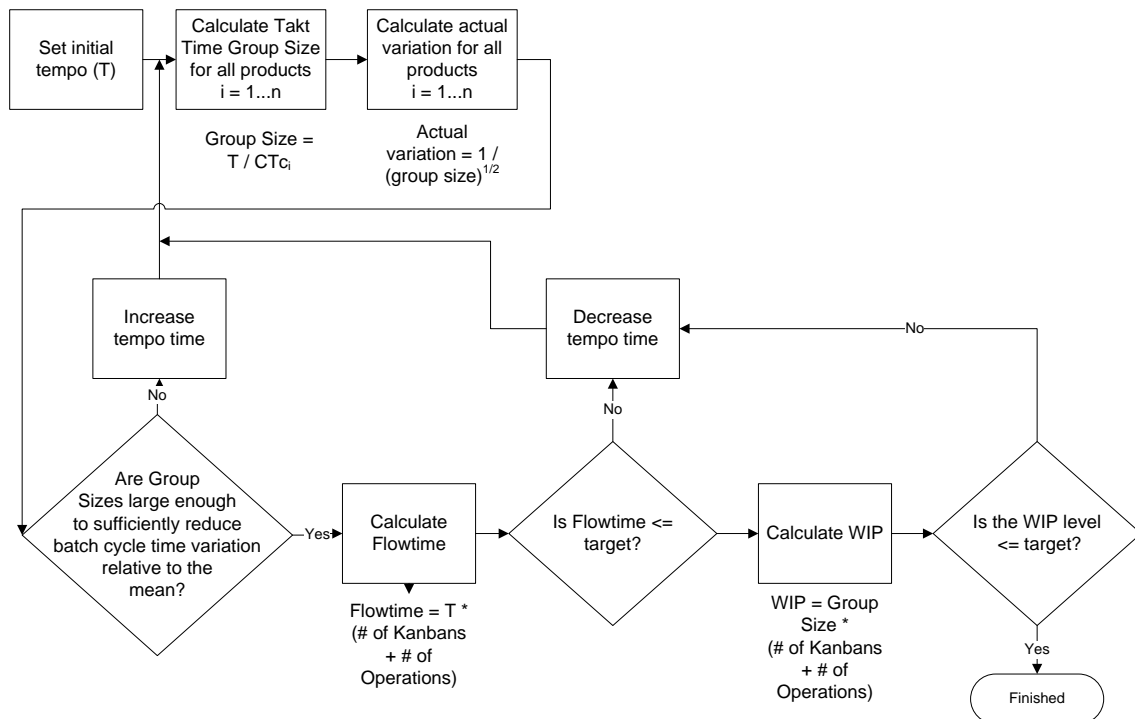 Set initial
tempo (T)
Calculate Takt
Time Group Size
for all products
i = 1...n
Calculate actual
variation for all
products
i = 1...n
Group Size =
T / CTcᵢ
Actual
variation = 1 /
(group size)¹ᐟ²
Increase
tempo time
Decrease
tempo time
No
No
No
Are Group
Sizes large enough
to sufficiently reduce
batch cycle time variation
relative to the
mean?
Yes
Calculate
Flowtime
Is Flowtime <=
target?
Calculate WIP
Is the WIP level
<= target?
Flowtime = T *
(# of Kanbans
+ # of
Operations)
WIP = Group
Size *
(# of Kanbans
+ # of
Operations)
Yes
Finished